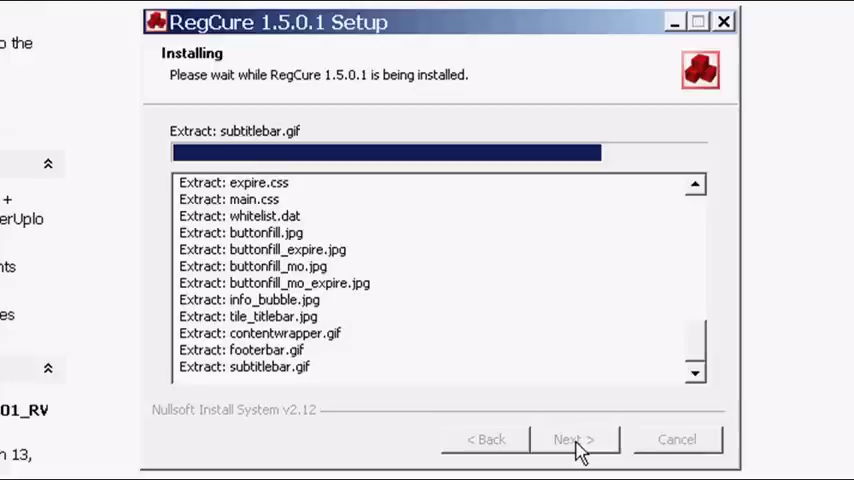 RegCure 1.5.0.1 Setup
o the
Installing
Please wait while RegCure 1.5.0.1 is being installed.
Extract: subtitlebar.gif
Extract: expire.css
Extract: main.css
Extract: whitelist.dat
Extract: buttonfill.jpg
Extract: buttonfill_expire.jpg
Extract: buttonfill_mo.jpg
Extract: buttonfill_mo_expire.jpg
Extract: info_bubble.jpg
Extract: tile_titlebar.jpg
Extract: contentwrapper.gif
Extract: footerbar.gif
Extract: subtitlebar.gif
+
erUplo
nts
es
01_RV
h 13,
Nullsoft Install System v2.12
< Back
Next >
Cancel